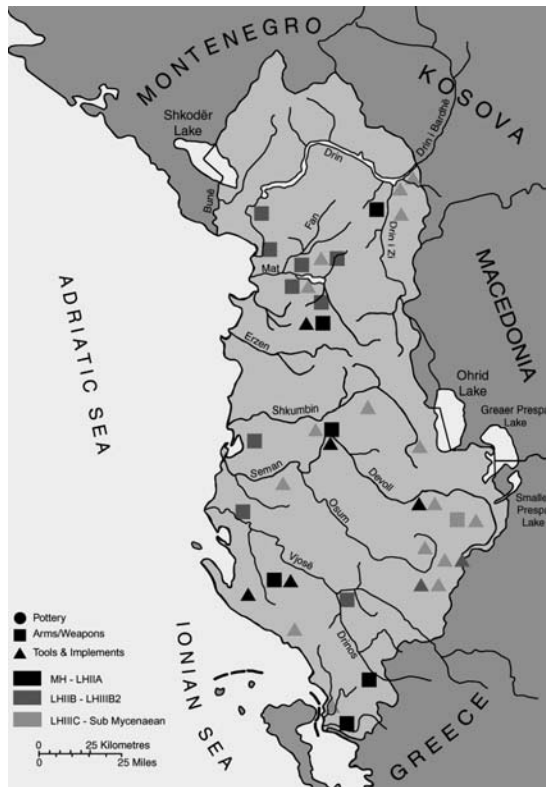 MONTENEGRO
KOSOVA
Shkodër
Lake
Drin
Drin i Bardhë
Bunë
Fan
Drin i Zi
Mat
MACEDONIA
ADRIATIC SEA
Erzen
Ohrid
Lake
Shkumbin
Greaer Prespa
Lake
Seman
Devoll
Osum
Smalle
Prespa
Lake
Vjosë
Drinos
Pottery
Arms/Weapons
Tools & Implements
IONIAN SEA
MH - LHIIA
LHIIB - LHIIIB2
LHIIIC - Sub Mycenaean
GREECE
0 25 Kilometres
0 25 Miles